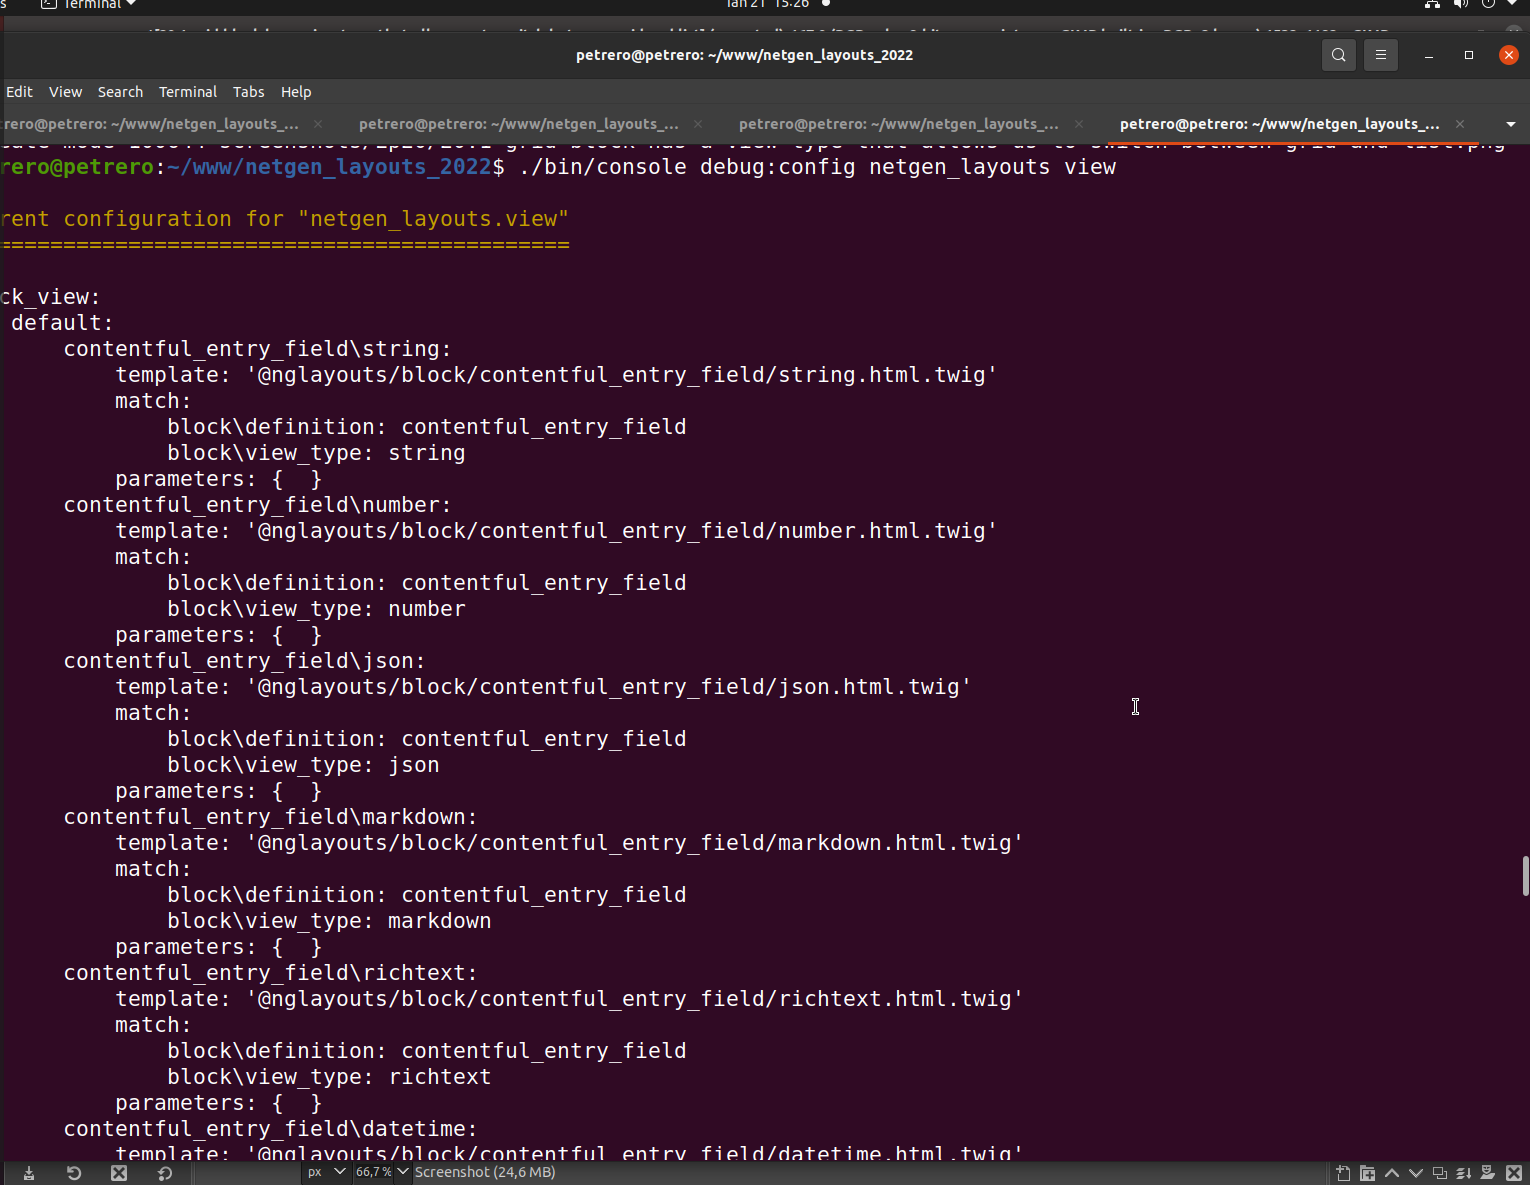 Terminal
Ian 21 15:26
petrero@petrero: ~/www/netgen_layouts_2022
Edit View Search Terminal Tabs Help
rero@petrero: ~/www/netgen_layouts_... petrero@petrero: ~/www/netgen_layouts_... petrero@petrero: ~/www/netgen_layouts_... petrero@petrero: ~/www/netgen_layouts_...
rero@petrero:~/www/netgen_layouts_2022$ ./bin/console debug:config netgen_layouts view
rent configuration for "netgen_layouts.view"
============================================
ck_view:
default:
contentful_entry_field\string:
template: '@nglayouts/block/contentful_entry_field/string.html.twig'
match:
block\definition: contentful_entry_field
block\view_type: string
parameters: {  }
contentful_entry_field\number:
template: '@nglayouts/block/contentful_entry_field/number.html.twig'
match:
block\definition: contentful_entry_field
block\view_type: number
parameters: {  }
contentful_entry_field\json:
template: '@nglayouts/block/contentful_entry_field/json.html.twig'
match:
block\definition: contentful_entry_field
block\view_type: json
parameters: {  }
contentful_entry_field\markdown:
template: '@nglayouts/block/contentful_entry_field/markdown.html.twig'
match:
block\definition: contentful_entry_field
block\view_type: markdown
parameters: {  }
contentful_entry_field\richtext:
template: '@nglayouts/block/contentful_entry_field/richtext.html.twig'
match:
block\definition: contentful_entry_field
block\view_type: richtext
parameters: {  }
contentful_entry_field\datetime:
template: '@nglayouts/block/contentful_entry_field/datetime.html.twig'
px 66,7 % Screenshot (24,6 MB)